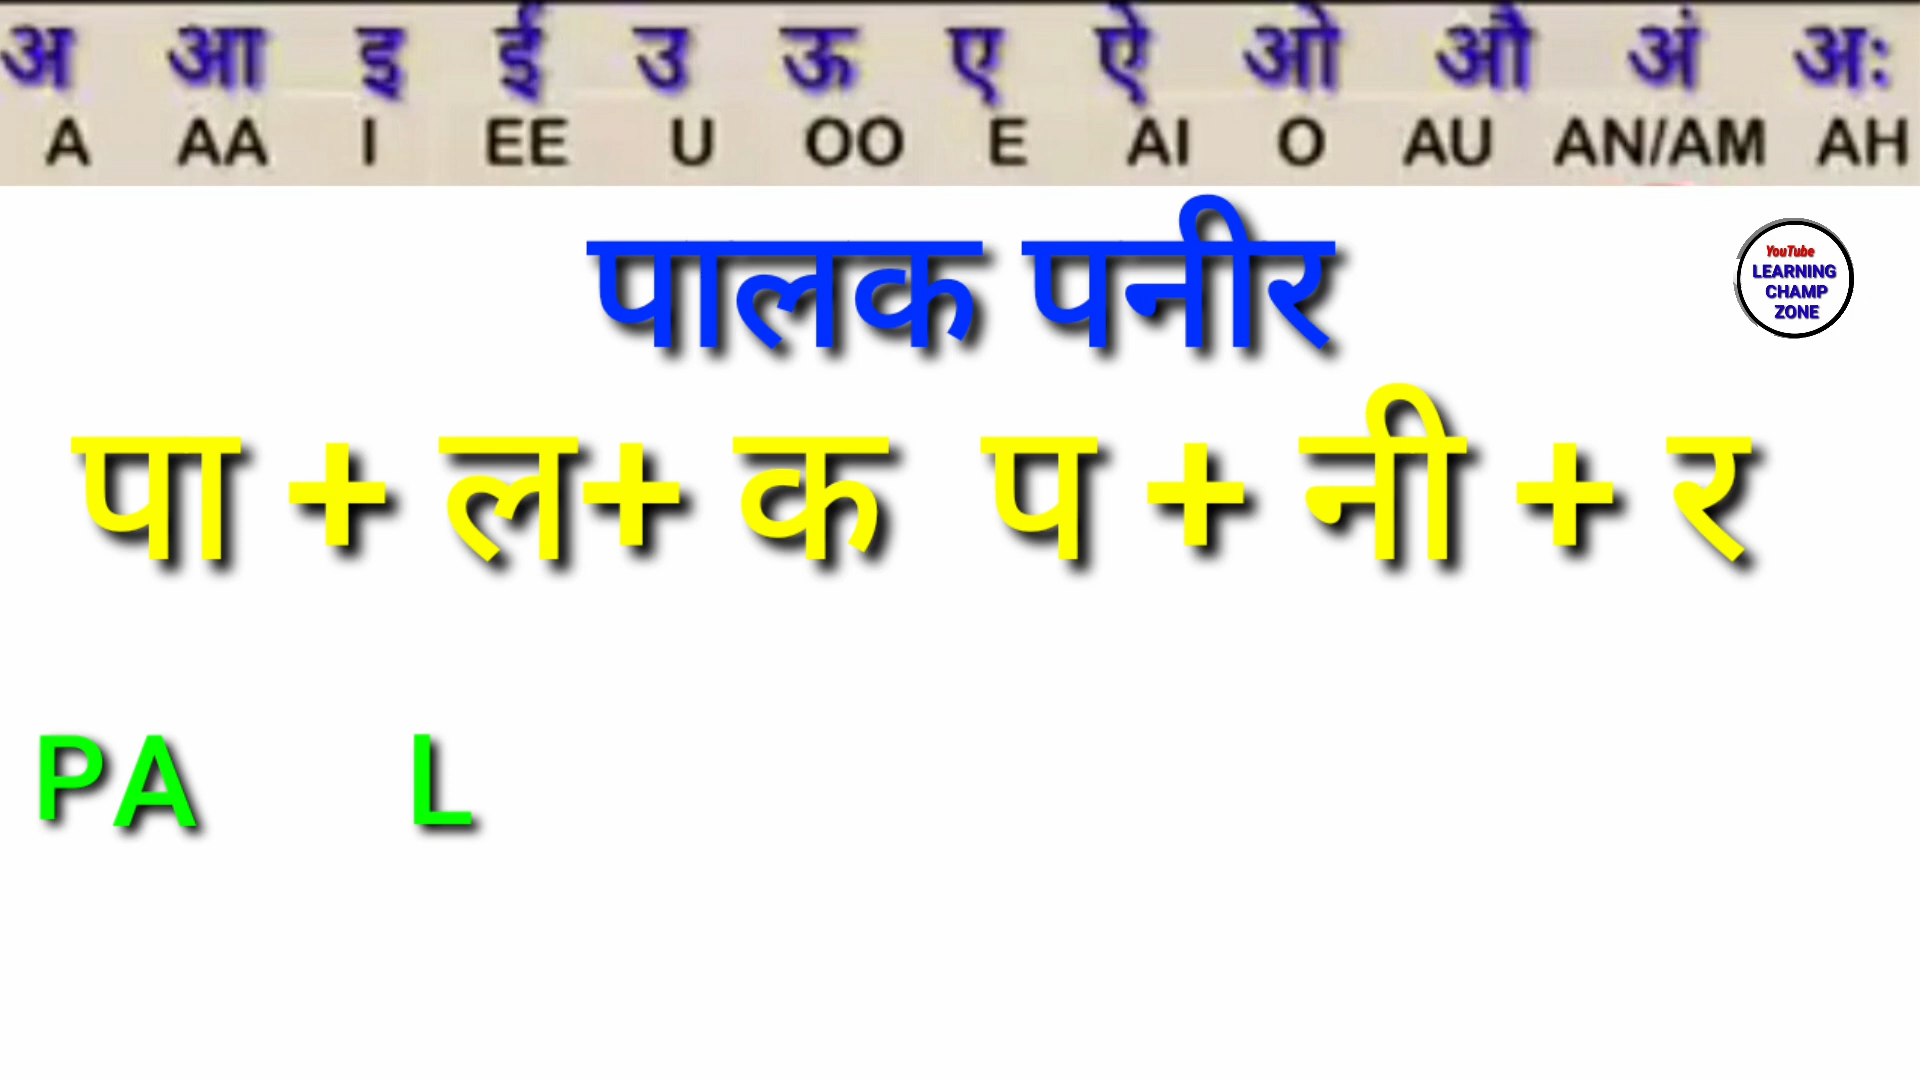 अ आ इ ई उ ऊ ए ऐ ओ औ अं अः
A AA I EE U OO E AI O AU AN/AM AH
पालक पनीर
YouTube
LEARNING
CHAMP
ZONE
पा + ल+ क प + नी + र
PA L